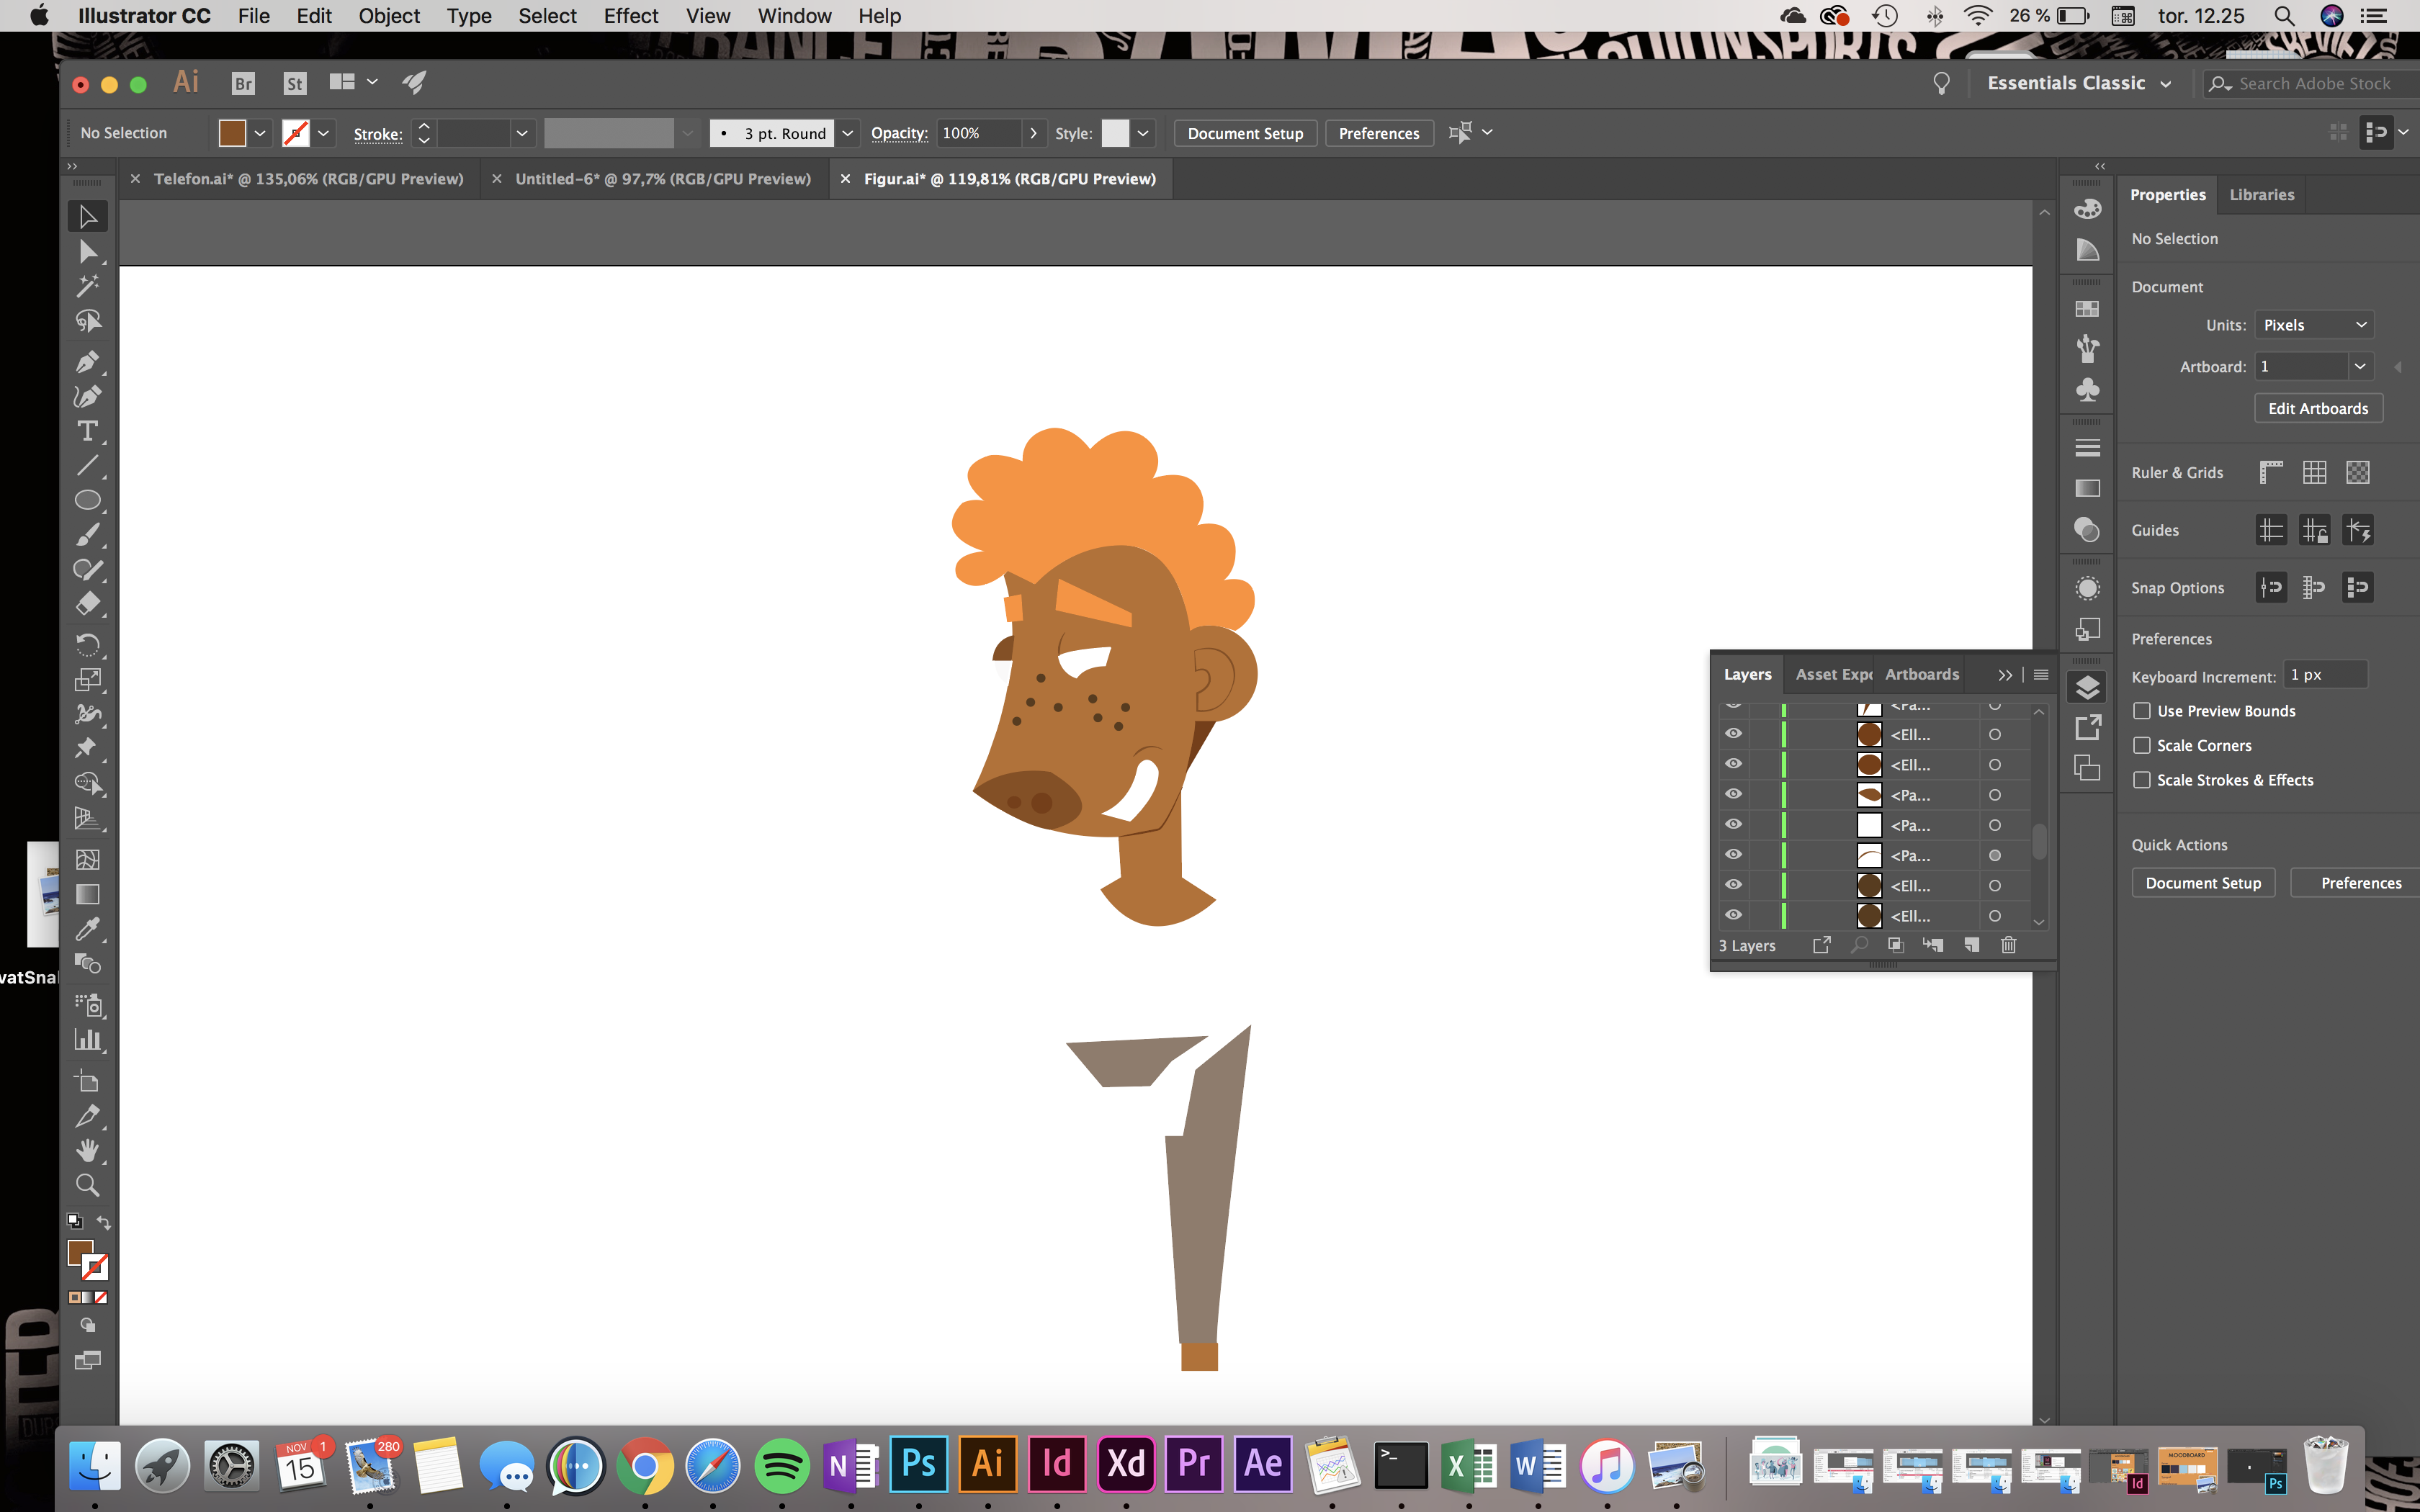 Illustrator CC File Edit Object Type Select Effect View Window Help 26 % tor. 12.25
Ai Br St Essentials Classic Search Adobe Stock
No Selection Stroke: 3 pt. Round Opacity: 100% Style: Document Setup Preferences
Telefon.ai* @ 135,06% (RGB/GPU Preview) Untitled-6* @ 97,7% (RGB/GPU Preview) Figur.ai* @ 119,81% (RGB/GPU Preview)
Properties Libraries
No Selection
Document
Units: Pixels
Artboard: 1
Edit Artboards
Ruler & Grids
Guides
Snap Options
Preferences
Keyboard Increment: 1 px
Use Preview Bounds
Scale Corners
Scale Strokes & Effects
Quick Actions
Document Setup Preferences
Layers Asset Expo Artboards
<Pa...
<Ell...
<Ell...
<Pa...
<Pa...
<Pa...
<Ell...
<Ell...
3 Layers
vatSna
NOV 15 1 280 N Ps Ai Id Xd Pr Ae >_ X W Id MOODBOARD Ps